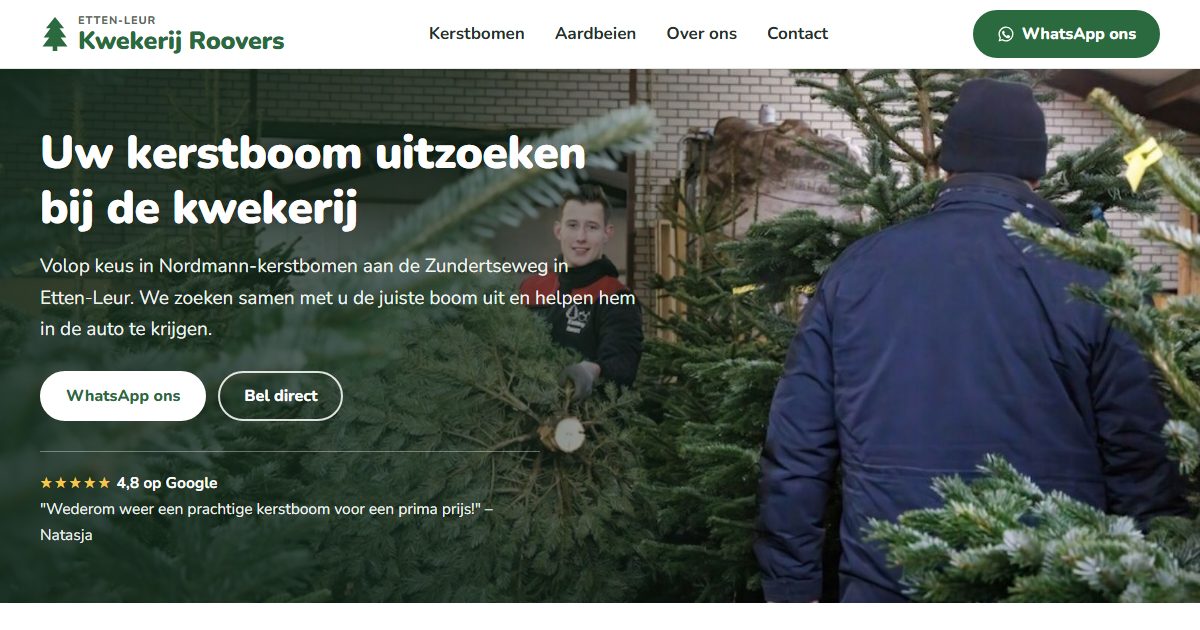 ETTEN-LEUR
Kwekerij Roovers
Kerstbomen
Aardbeien
Over ons
Contact
WhatsApp ons
Uw kerstboom uitzoeken
bij de kwekerij
Volop keus in Nordmann-kerstbomen aan de Zundertseweg in
Etten-Leur. We zoeken samen met u de juiste boom uit en helpen hem
in de auto te krijgen.
WhatsApp ons
Bel direct
★★★★★ 4,8 op Google
"Wederom weer een prachtige kerstboom voor een prima prijs!" –
Natasja